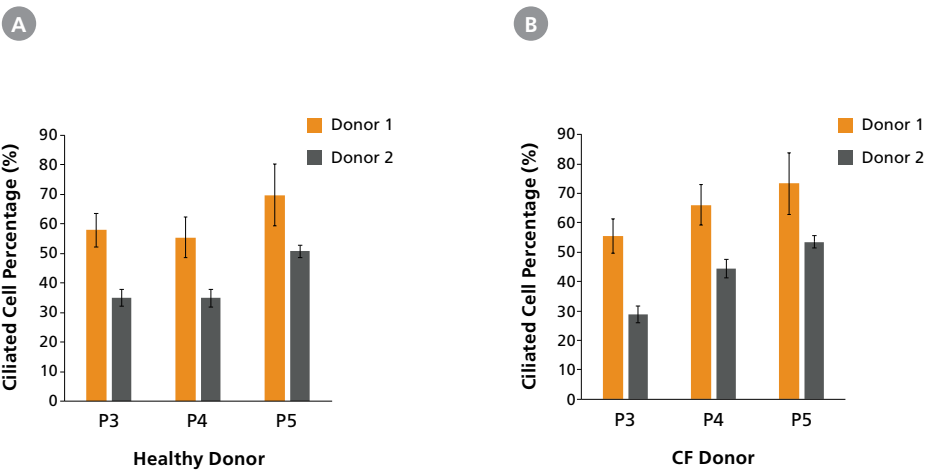 A
Donor 1
Donor 2
Ciliated Cell Percentage (%)
90
80
70
60
50
40
30
20
10
0
P3 P4 P5
Healthy Donor
B
Donor 1
Donor 2
Ciliated Cell Percentage (%)
90
80
70
60
50
40
30
20
10
0
P3 P4 P5
CF Donor